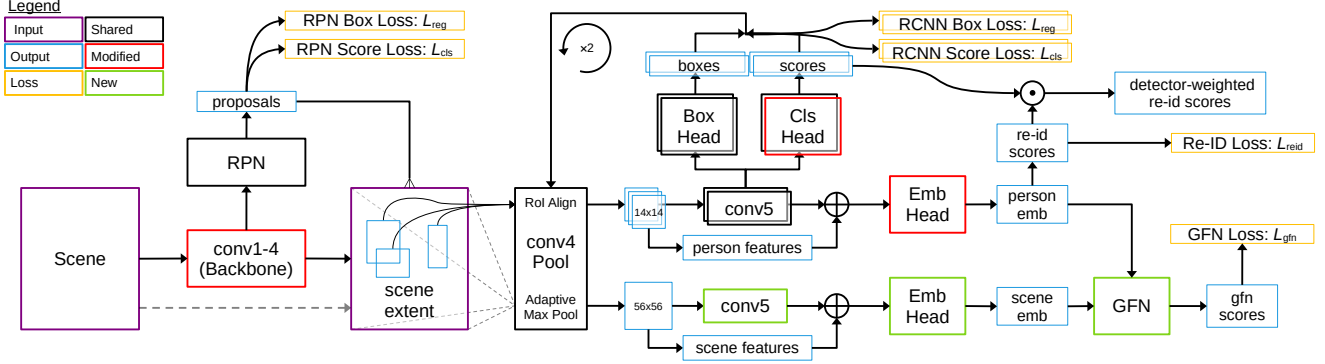 Legend
Input
Shared
Output
Modified
Loss
New
RPN Box Loss: Lreg
RPN Score Loss: Lcls
proposals
RPN
Scene
conv1-4
(Backbone)
scene
extent
×2
RoI Align
conv4
Pool
Adaptive
Max Pool
RCNN Box Loss: Lreg
RCNN Score Loss: Lcls
boxes
scores
Box
Head
Cls
Head
14x14
conv5
person features
Emb
Head
person
emb
re-id
scores
detector-weighted
re-id scores
Re-ID Loss: Lreid
56x56
conv5
scene features
Emb
Head
scene
emb
GFN
gfn
scores
GFN Loss: Lgfn